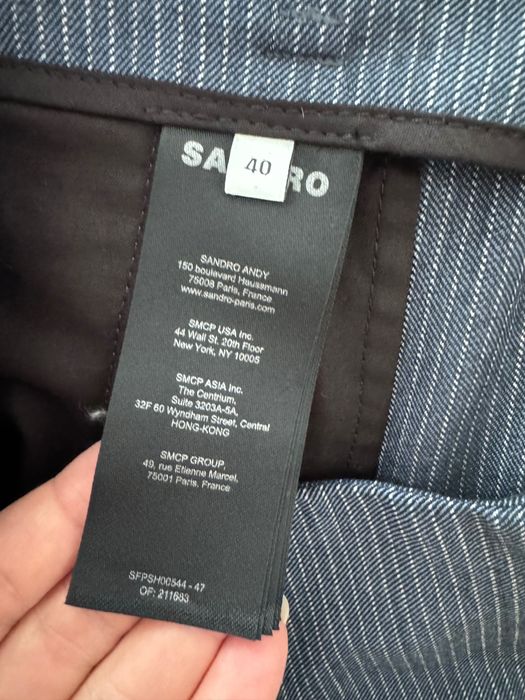 SANDRO
40
SANDRO ANDY
150 boulevard Haussmann
75008 Paris, France
www.sandro-paris.com
SMCP USA Inc.
44 Wall St. 20th Floor
New York, NY 10005
SMCP ASIA Inc.
The Centrium,
Suite 3203A-5A,
32F 60 Wyndham Street, Central
HONG-KONG
SMCP GROUP
49, rue Etienne Marcel,
75001 Paris, France
SFPSH00544 - 47
OF: 211683